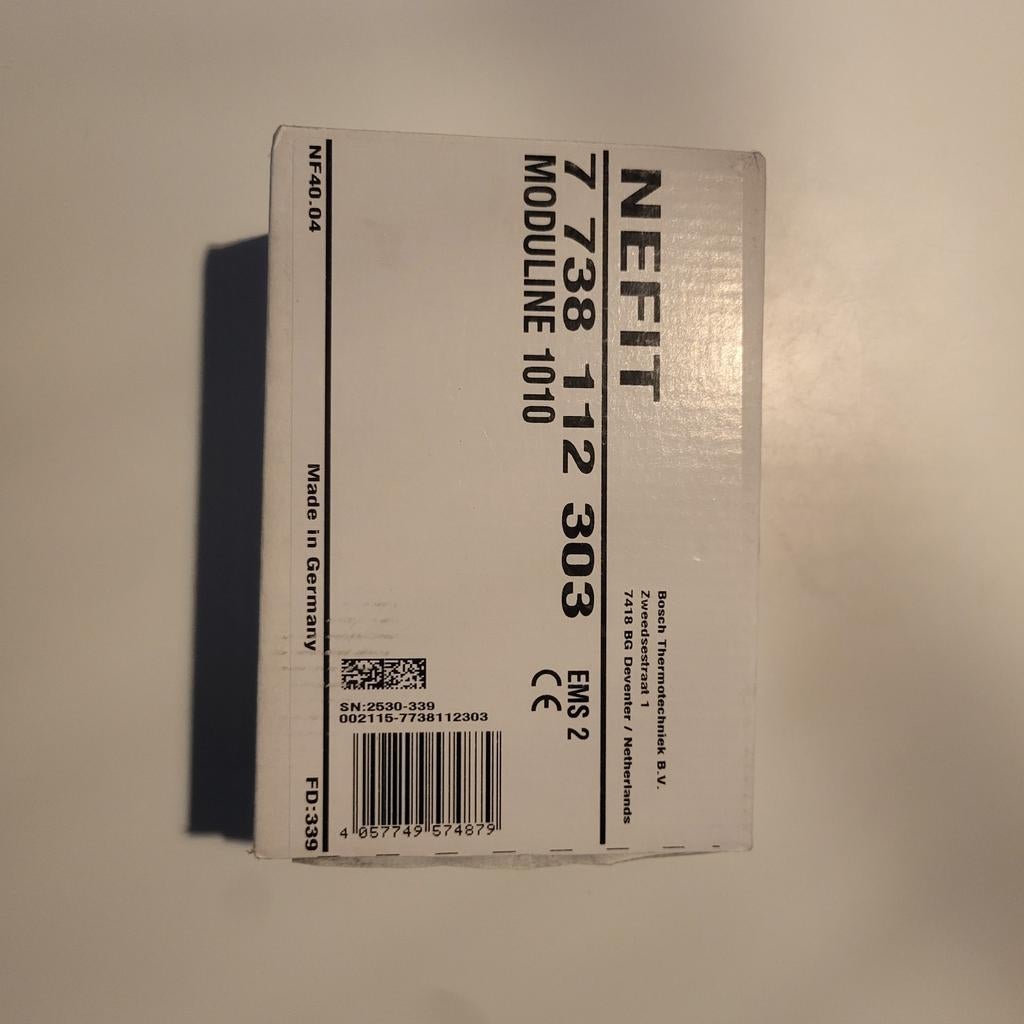 NEFIT
Bosch Thermotechniek B.V.
Zweedsestraat 1
7418 BG Deventer / Netherlands
7 738 112 303
EMS 2
MODULINE 1010
CE
SN:2530-339
002115-7738112303
4 057749 574879
NF40.04
Made in Germany
FD:339